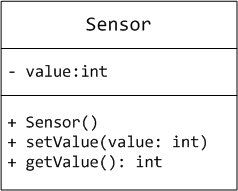 Sensor
- value:int
+ Sensor()
+ setValue(value: int)
+ getValue(): int